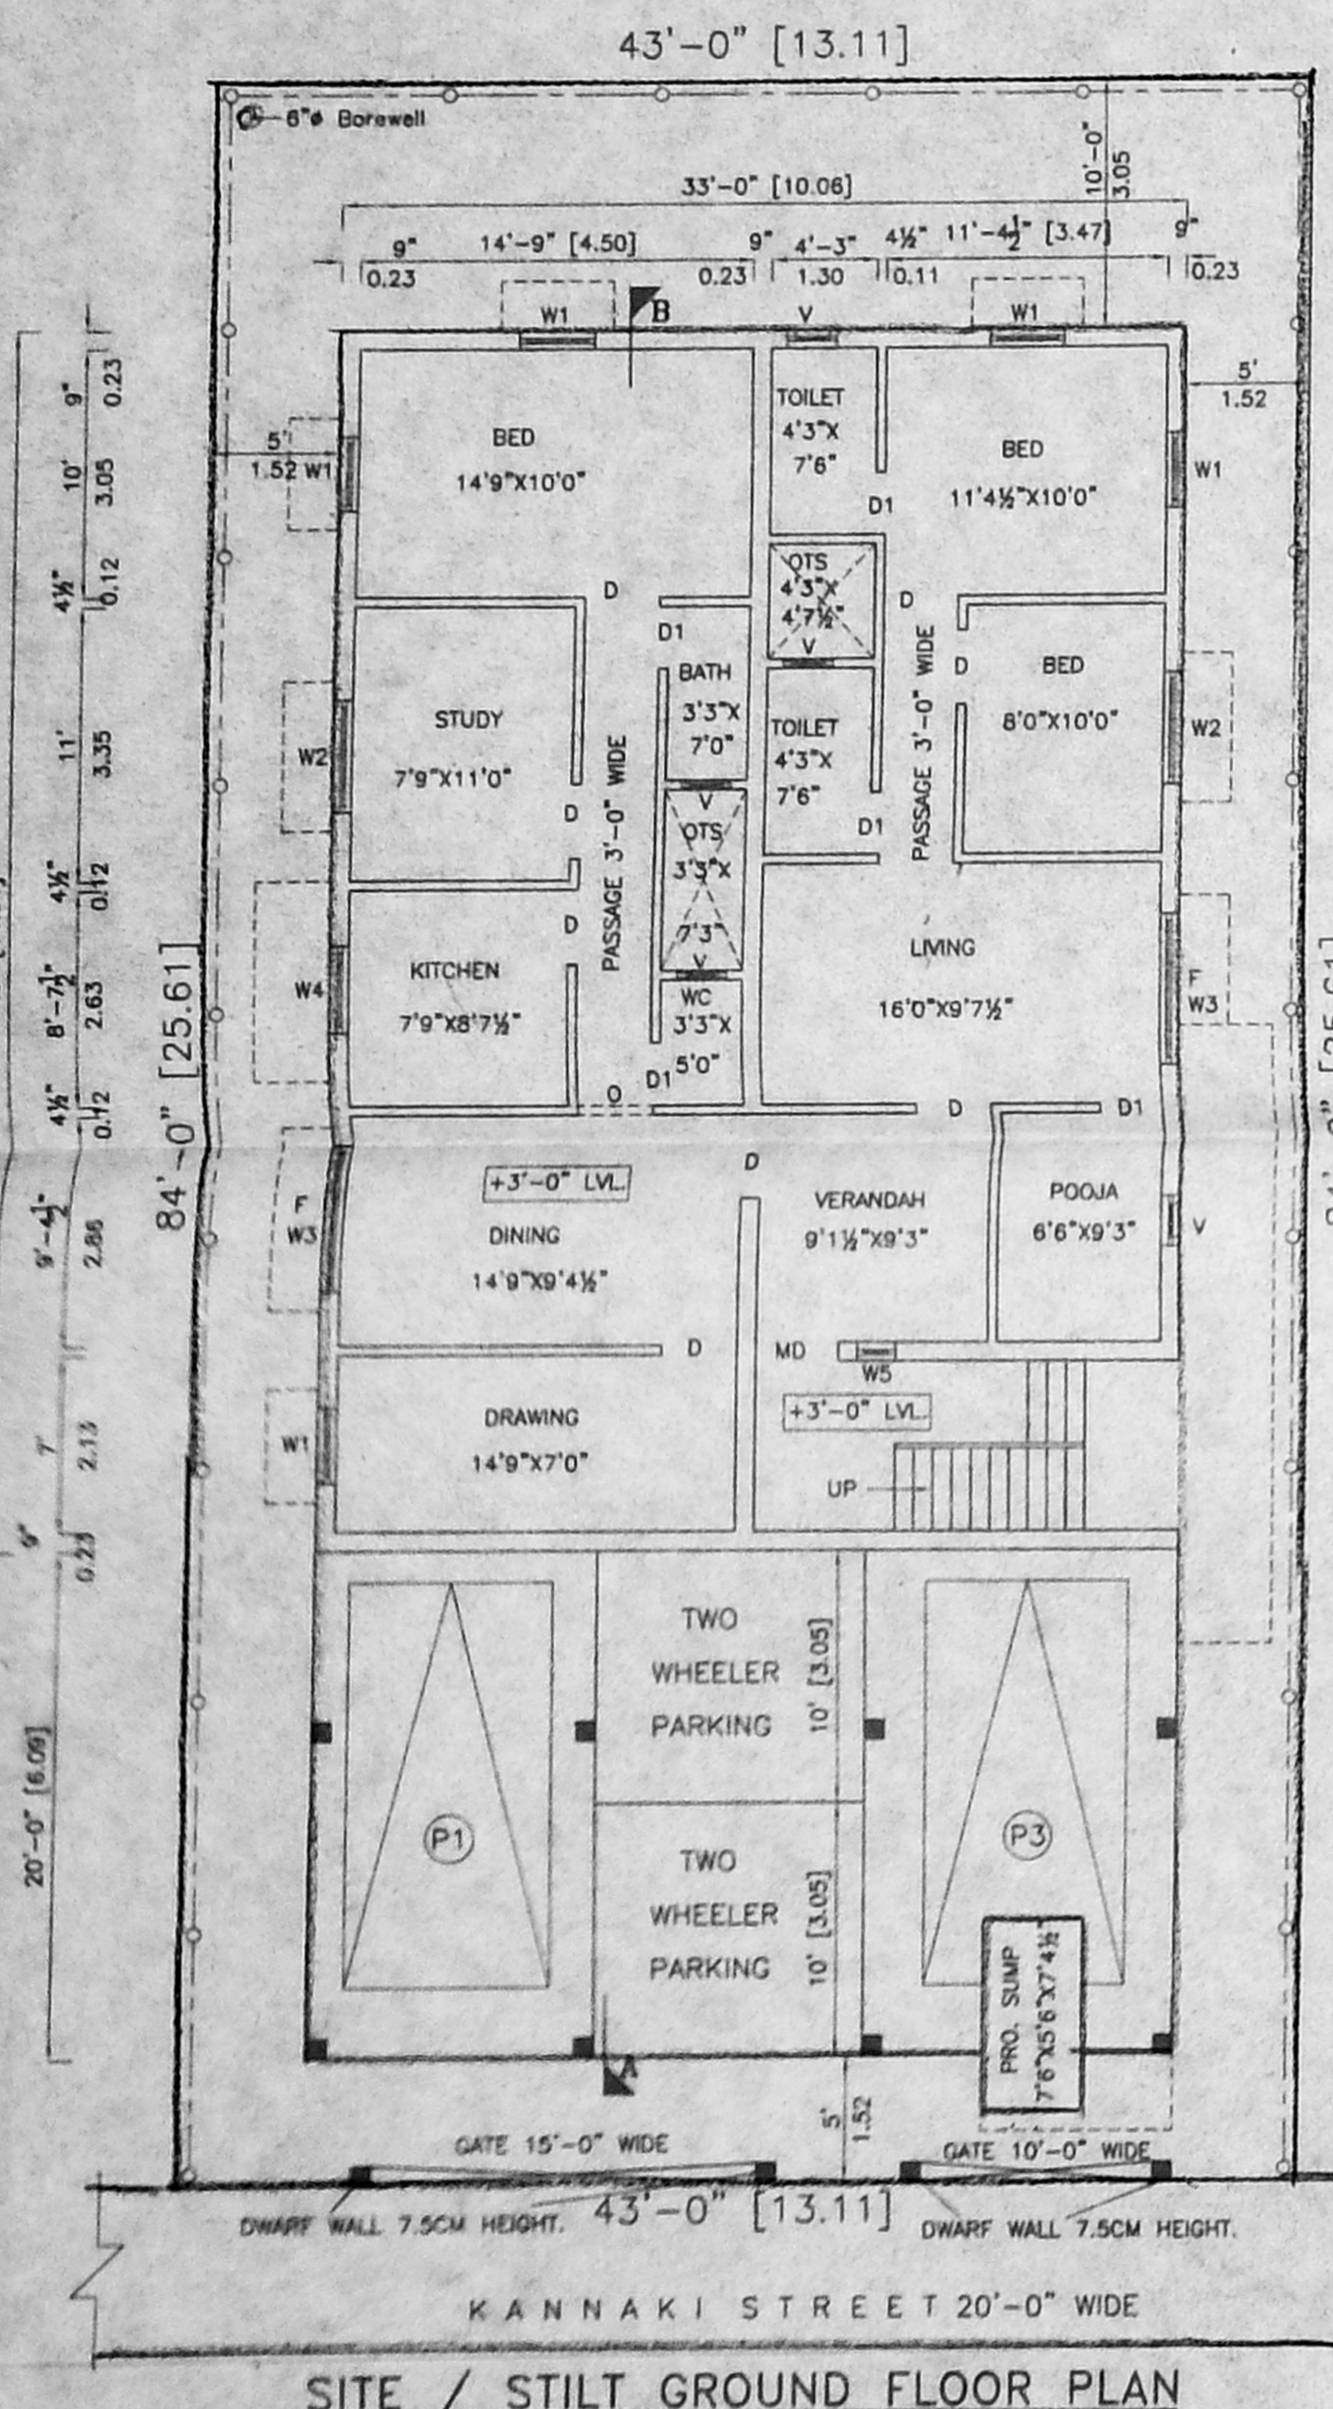 43'-0" [13.11]
6"ø Borewell
10'-0"
3.05
33'-0" [10.06]
9" 14'-9" [4.50] 9" 4'-3" 4½" 11'-4½" [3.47] 9"
0.23 0.23 1.30 0.11 0.23
W1 B V W1
9"
0.23
5'
1.52
5'
1.52
W1
W1
10'
3.05
BED
14'9"X10'0"
TOILET
4'3"X
7'6"
BED
11'4½"X10'0"
D1
4½"
0.12
OTS
4'3"X
4'7½"
V
D
D
D1
D
BATH
3'3"X
7'0"
V
BED
8'0"X10'0"
PASSAGE 3'-0" WIDE
W2
11'
3.35
W2
STUDY
7'9"X11'0"
TOILET
4'3"X
7'6"
D1
D
PASSAGE 3'-0" WIDE
OTS
3'3"X
7'3"
V
4½"
0.12
D
84'-0" [25.61]
8'-7½"
2.63
W4
KITCHEN
7'9"X8'7½"
WC
3'3"X
5'0"
D1
O
LIVING
16'0"X9'7½"
F
W3
4½"
0.12
D
D1
+3'-0" LVL.
D
9'-4½"
2.86
F
W3
DINING
14'9"X9'4½"
VERANDAH
9'1½"X9'3"
POOJA
6'6"X9'3"
V
D
MD
W5
+3'-0" LVL.
7'
2.13
W1
DRAWING
14'9"X7'0"
UP
9"
0.23
TWO
WHEELER
PARKING
10' [3.05]
20'-0" [6.09]
P1
TWO
WHEELER
PARKING
10' [3.05]
P3
PRO. SUMP
7'6"X5'6"X7'4½"
A
5'
1.52
GATE 15'-0" WIDE
GATE 10'-0" WIDE
43'-0" [13.11]
DWARF WALL 7.5CM HEIGHT.
DWARF WALL 7.5CM HEIGHT.
KANNAKI STREET 20'-0" WIDE
SITE / STILT GROUND FLOOR PLAN